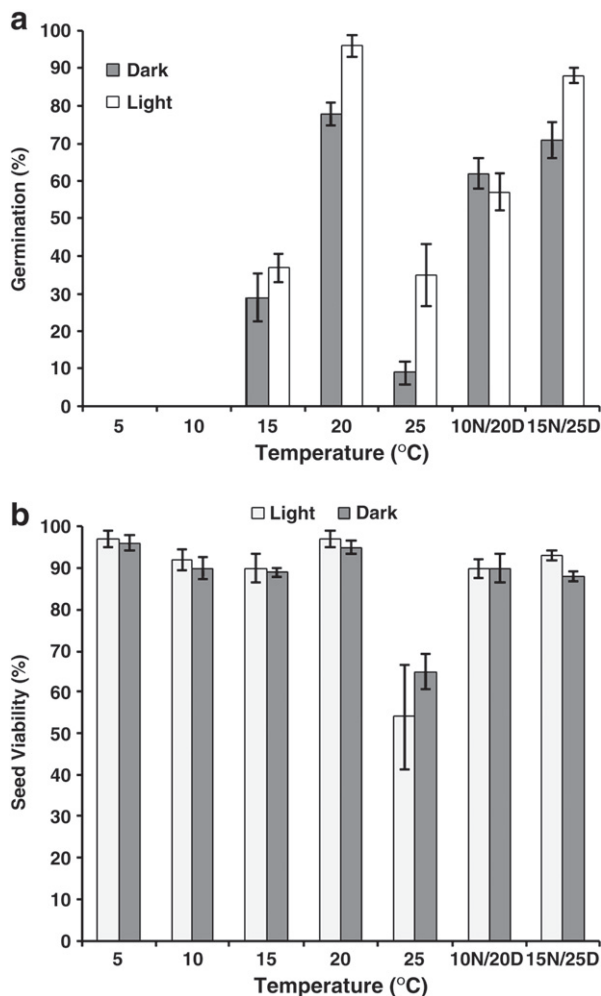 a
100
90
80
70
60
50
40
30
20
10
0
Germination (%)
Dark
Light
5 10 15 20 25 10N/20D 15N/25D
Temperature (°C)
b
Light Dark
100
90
80
70
60
50
40
30
20
10
0
Seed Viability (%)
5 10 15 20 25 10N/20D 15N/25D
Temperature (°C)